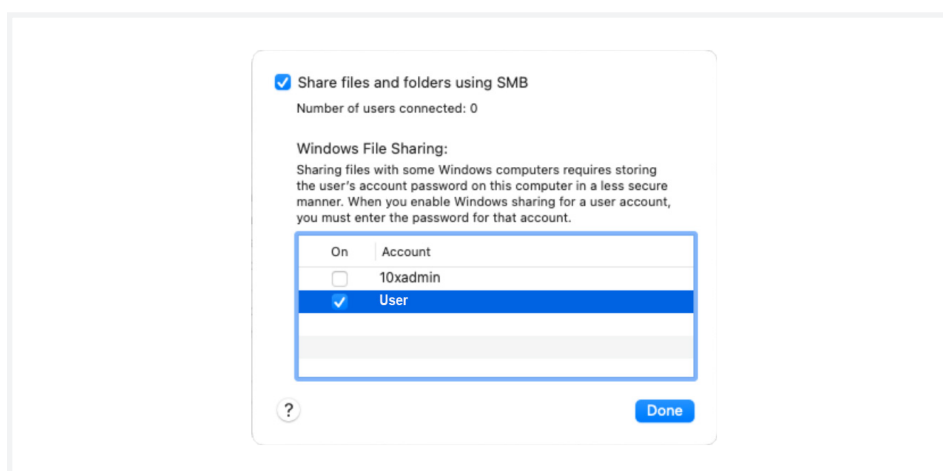 Share files and folders using SMB
Number of users connected: 0
Windows File Sharing:
Sharing files with some Windows computers requires storing
the user's account password on this computer in a less secure
manner. When you enable Windows sharing for a user account,
you must enter the password for that account.
On Account
10xadmin
User
? Done